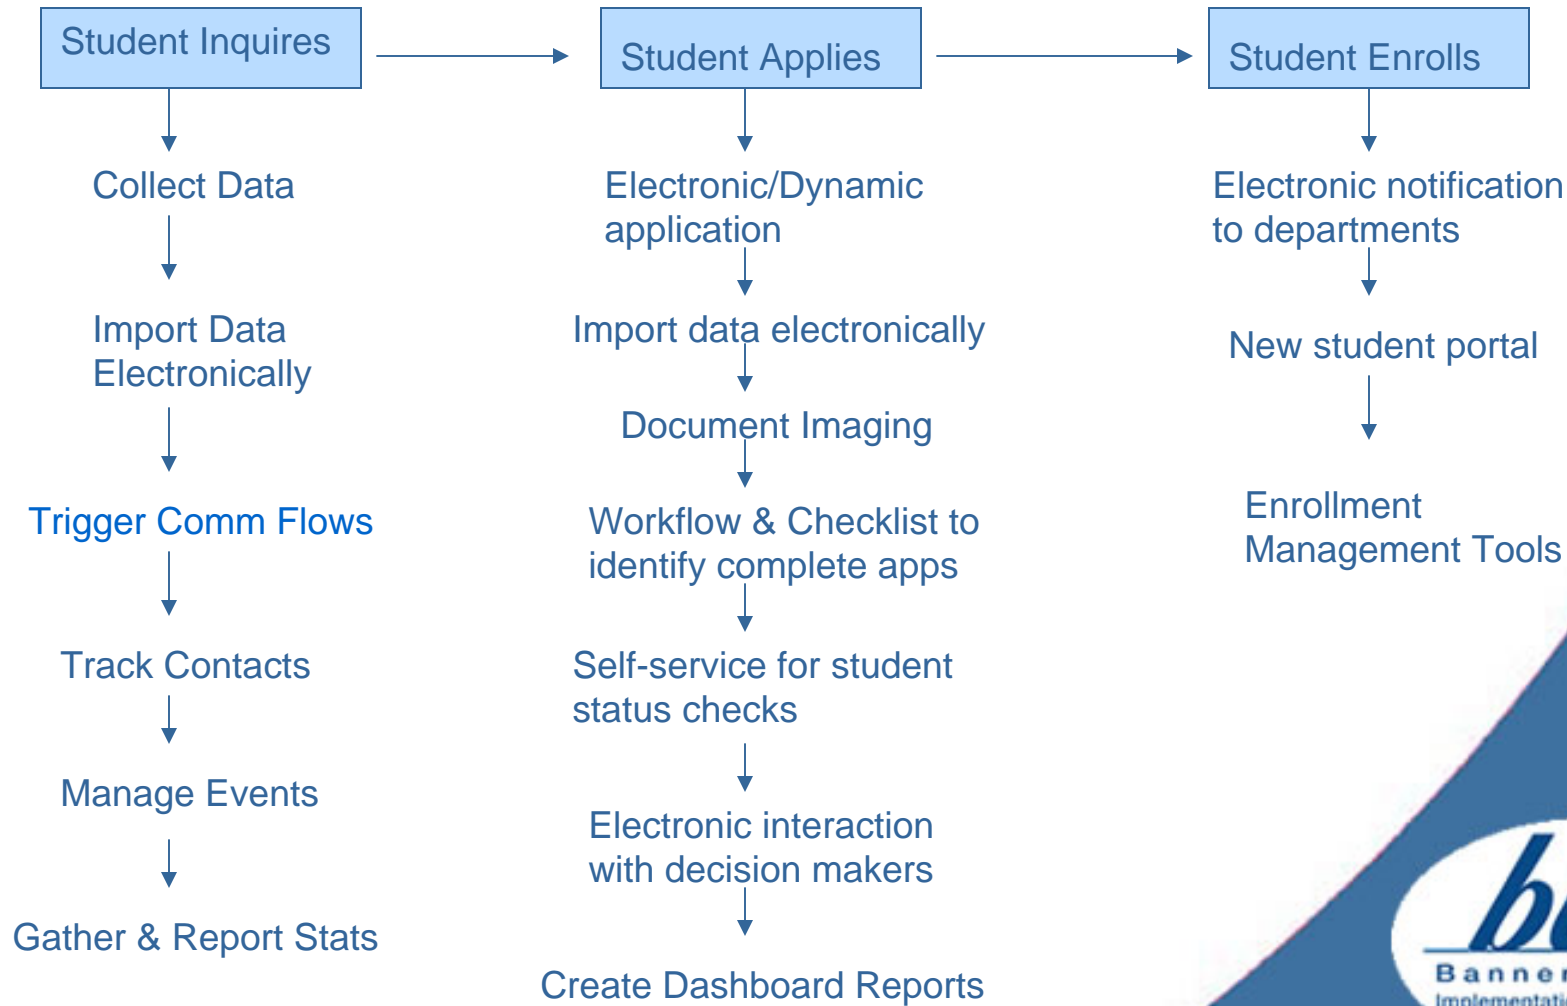 Student Inquires
Student Applies
Student Enrolls
Collect Data
Import Data
Electronically
Trigger Comm Flows
Track Contacts
Manage Events
Gather & Report Stats
Electronic/Dynamic
application
Import data electronically
Document Imaging
Workflow & Checklist to
identify complete apps
Self-service for student
status checks
Electronic interaction
with decision makers
Create Dashboard Reports
Electronic notification
to departments
New student portal
Enrollment
Management Tools
Banner